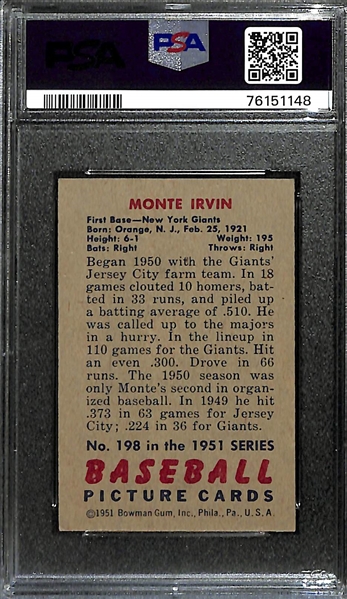 PSA
76151148
MONTE IRVIN
First Base—New York Giants
Born: Orange, N. J., Feb. 25, 1921
Height: 6-1 Weight: 195
Bats: Right Throws: Right
Began 1950 with the Giants'
Jersey City farm team. In 18
games clouted 10 homers, bat-
ted in 33 runs, and piled up
a batting average of .510. He
was called up to the majors
in a hurry. In the lineup in
110 games for the Giants. Hit
an even .300. Drove in 66
runs. The 1950 season was
only Monte's second in organ-
ized baseball. In 1949 he hit
.373 in 63 games for Jersey
City; .224 in 36 for Giants.
No. 198 in the 1951 SERIES
BASEBALL
PICTURE CARDS
©1951 Bowman Gum, Inc., Phila., Pa., U. S. A.